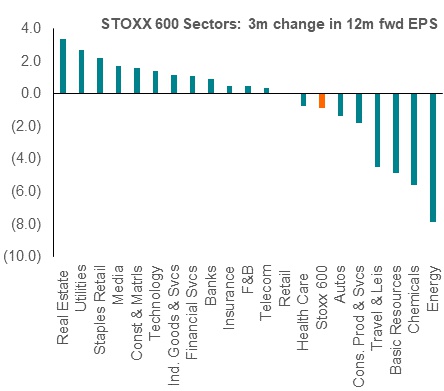 STOXX 600 Sectors: 3m change in 12m fwd EPS
4.0
2.0
0.0
(2.0)
(4.0)
(6.0)
(8.0)
(10.0)
Real Estate
Utilities
Staples Retail
Media
Const & Matrls
Technology
Ind. Goods & Svcs
Financial Svcs
Banks
Insurance
F&B
Telecom
Retail
Health Care
Stoxx 600
Autos
Cons. Prod & Svcs
Travel & Leis
Basic Resources
Chemicals
Energy